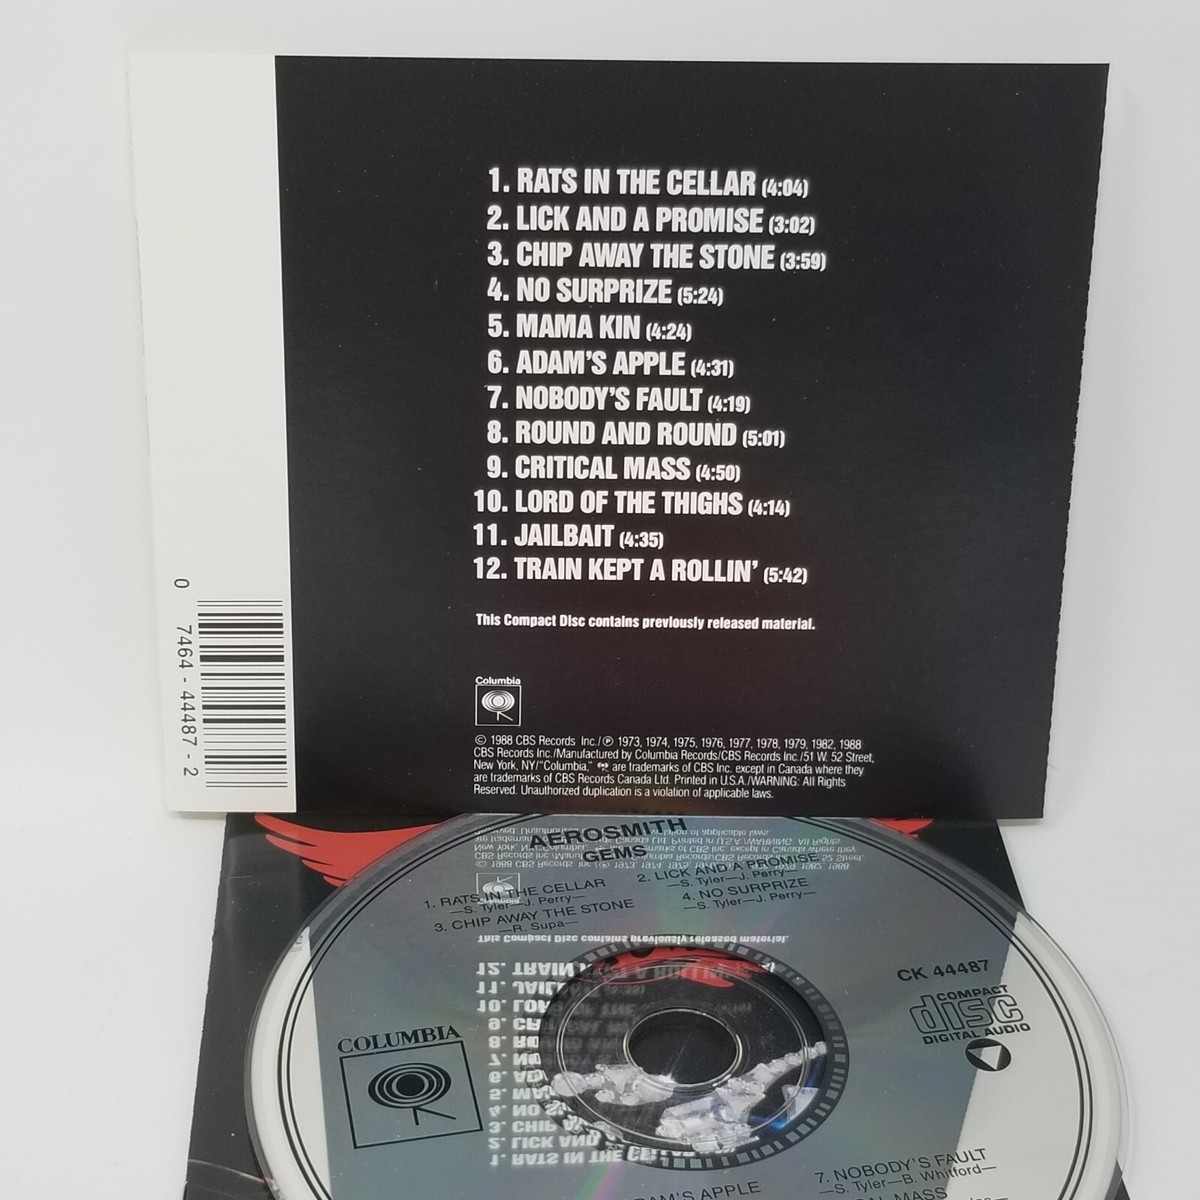 1. RATS IN THE CELLAR (4:04)
2. LICK AND A PROMISE (3:02)
3. CHIP AWAY THE STONE (3:59)
4. NO SURPRIZE (5:24)
5. MAMA KIN (4:24)
6. ADAM'S APPLE (4:31)
7. NOBODY'S FAULT (4:19)
8. ROUND AND ROUND (5:01)
9. CRITICAL MASS (4:50)
10. LORD OF THE THIGHS (4:14)
11. JAILBAIT (4:35)
12. TRAIN KEPT A ROLLIN' (5:42)
This Compact Disc contains previously released material.
Columbia
© 1988 CBS Records Inc./℗ 1973, 1974, 1975, 1976, 1977, 1978, 1979, 1982, 1988
CBS Records Inc./Manufactured by Columbia Records/CBS Records Inc./51 W. 52 Street,
New York, NY/"Columbia," are trademarks of CBS Inc. except in Canada where they
are trademarks of CBS Records Canada Ltd. Printed in U.S.A./WARNING: All Rights
Reserved. Unauthorized duplication is a violation of applicable laws.
0 7464-44487-2
AEROSMITH
GEMS
1. RATS IN THE CELLAR
—S. Tyler—J. Perry—
2. LICK AND A PROMISE
—S. Tyler—J. Perry—
3. CHIP AWAY THE STONE
—R. Supa—
4. NO SURPRIZE
—S. Tyler—J. Perry—
CK 44487
COMPACT
disc
DIGITAL AUDIO
COLUMBIA
7. NOBODY'S FAULT
—S. Tyler—B. Whitford—
APPLE
MASS